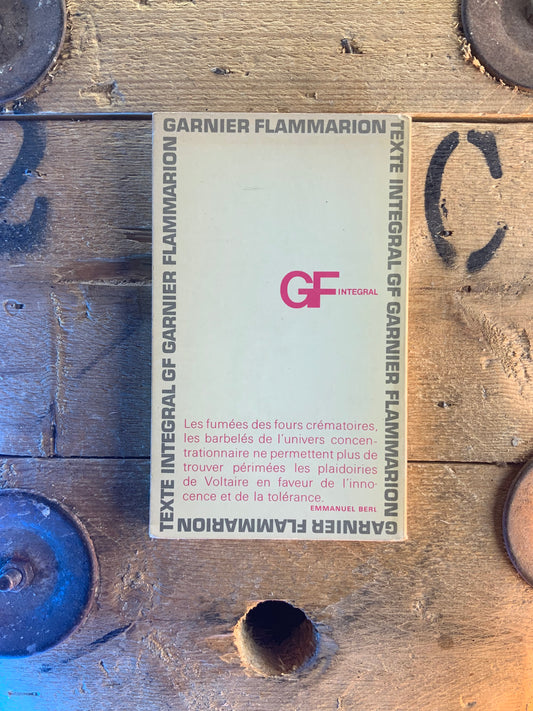 GARNIER FLAMMARION
TEXTE INTEGRAL GF GARNIER FLAMMARION
TEXTE INTEGRAL GF GARNIER FLAMMARION
GF INTEGRAL
Les fumées des fours crématoires,
les barbelés de l'univers concen-
trationnaire ne permettent plus de
trouver périmées les plaidoiries
de Voltaire en faveur de l'inno-
cence et de la tolérance.
EMMANUEL BERL
GARNIER FLAMMARION
2
C